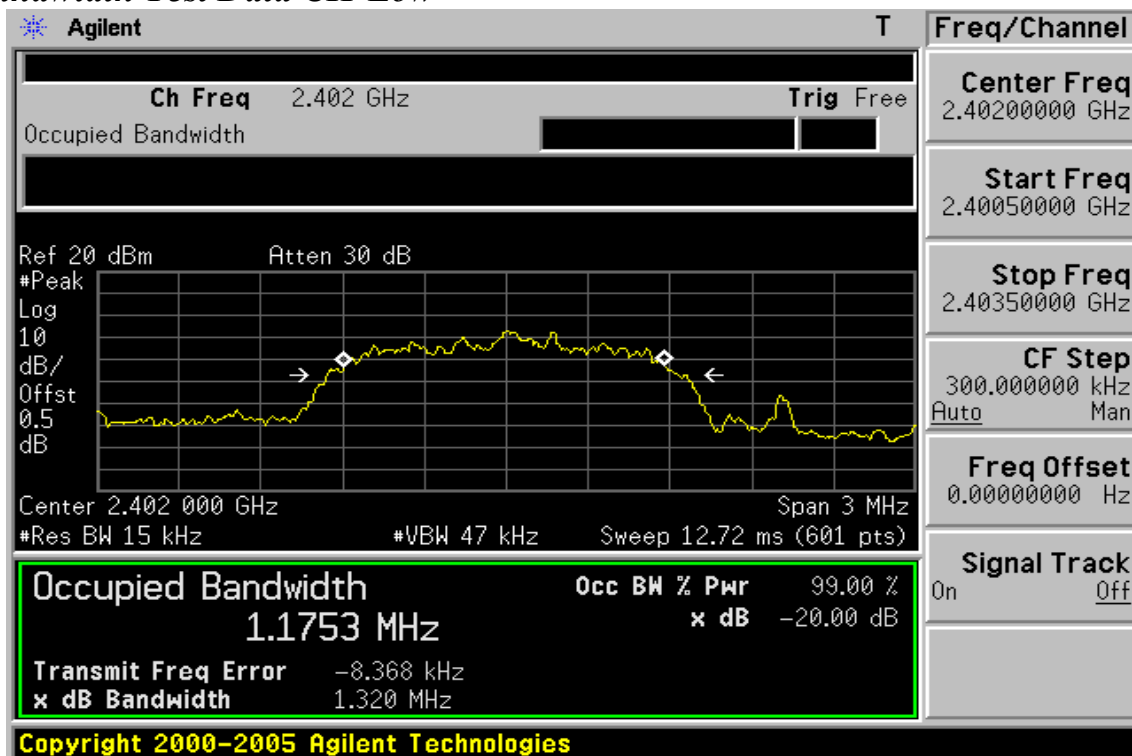 Agilent T Freq/Channel
Ch Freq 2.402 GHz Trig Free
Occupied Bandwidth
Center Freq
2.40200000 GHz
Start Freq
2.40050000 GHz
Stop Freq
2.40350000 GHz
CF Step
300.000000 kHz
Auto Man
Freq Offset
0.00000000 Hz
Signal Track
On Off
Ref 20 dBm Atten 30 dB
#Peak
Log
10
dB/
Offst
0.5
dB
Center 2.402 000 GHz Span 3 MHz
#Res BW 15 kHz #VBW 47 kHz Sweep 12.72 ms (601 pts)
Occupied Bandwidth
1.1753 MHz
Occ BW % Pwr 99.00 %
x dB -20.00 dB
Transmit Freq Error -8.368 kHz
x dB Bandwidth 1.320 MHz
Copyright 2000-2005 Agilent Technologies